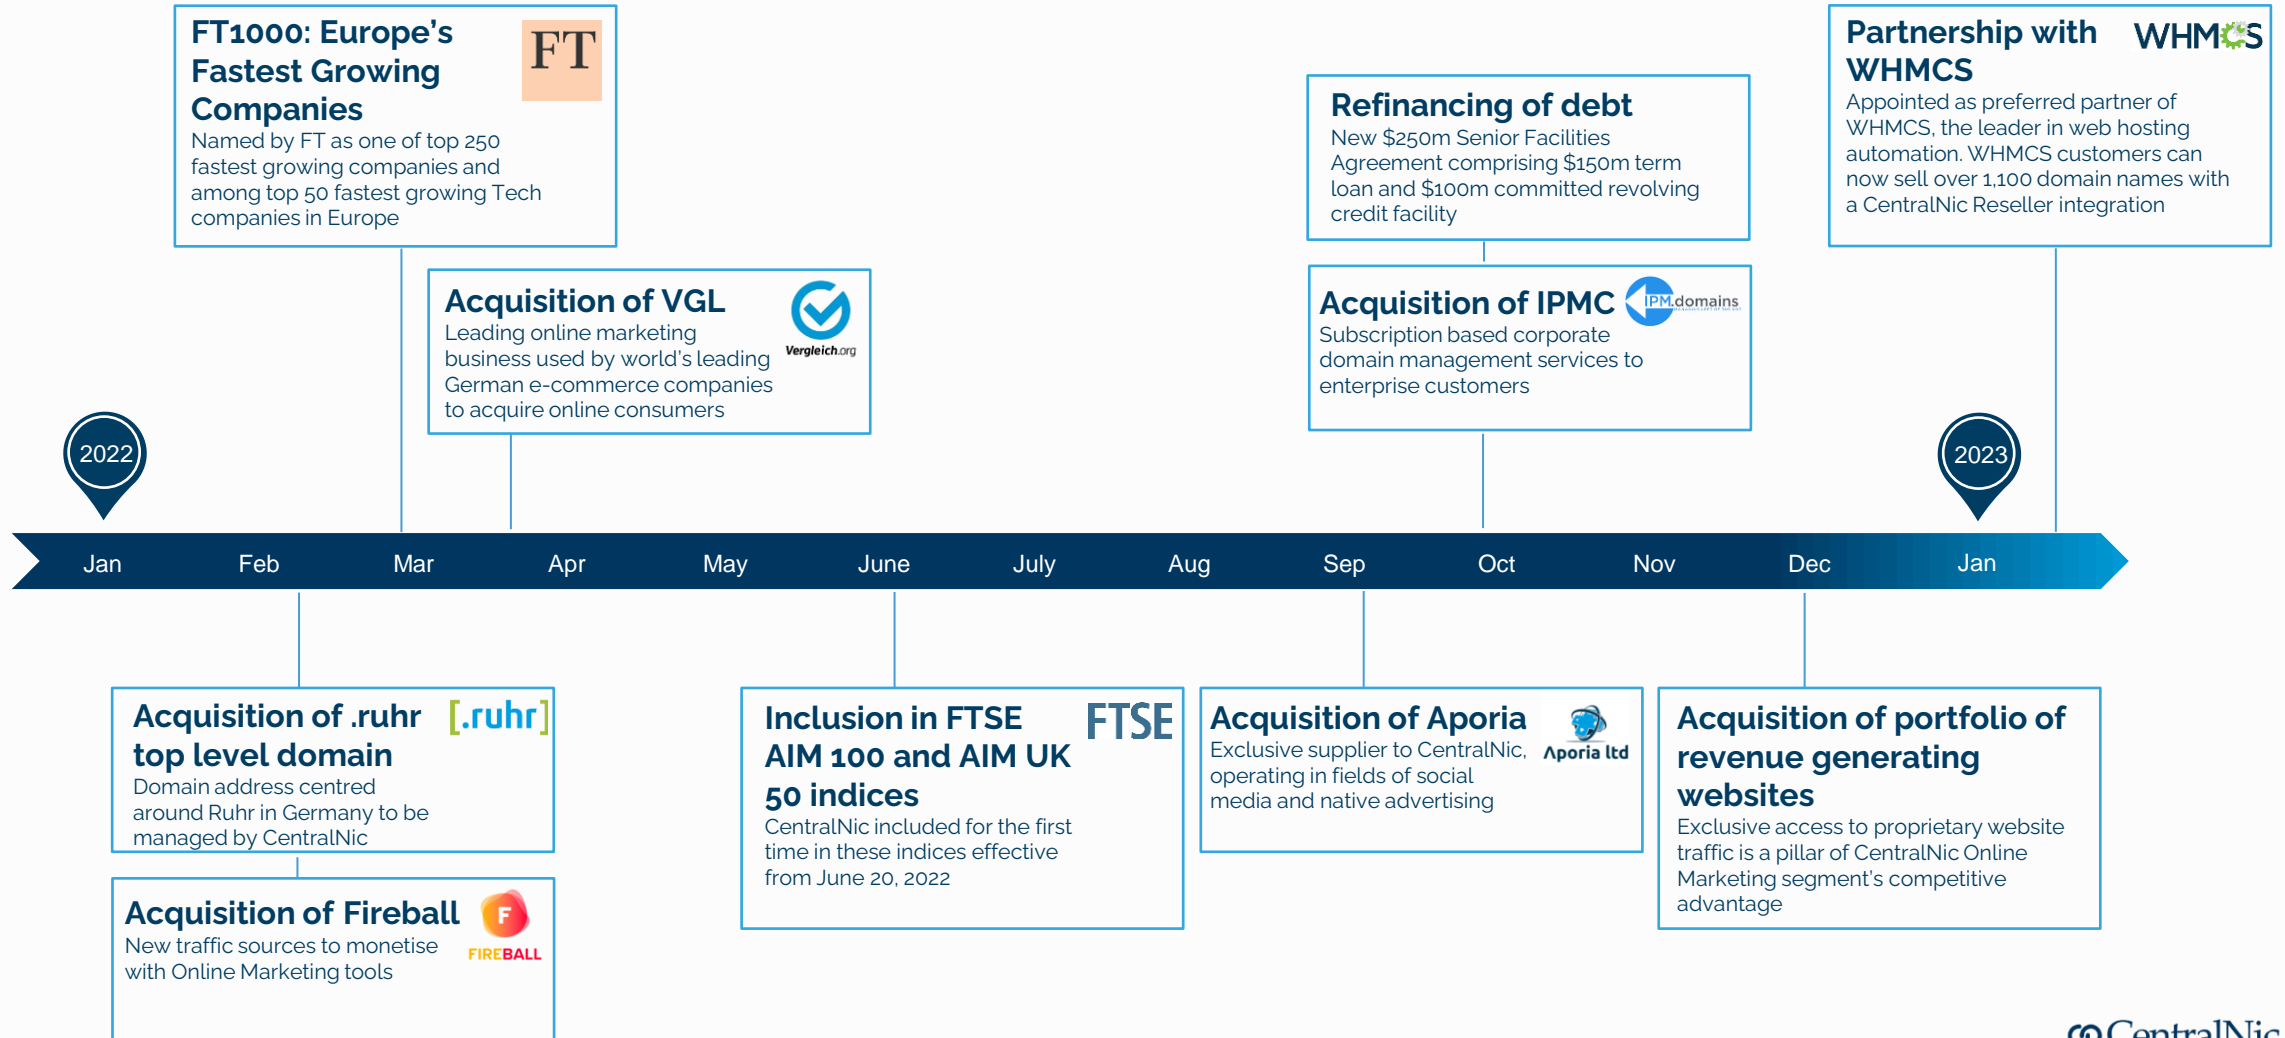 FT1000: Europe's
Fastest Growing
Companies
FT
Named by FT as one of top 250
fastest growing companies and
among top 50 fastest growing Tech
companies in Europe
Acquisition of VGL
Leading online marketing
business used by world's leading
German e-commerce companies
to acquire online consumers
Vergleich.org
Refinancing of debt
New $250m Senior Facilities
Agreement comprising $150m term
loan and $100m committed revolving
credit facility
Acquisition of IPMC
IPM.domains
Subscription based corporate
domain management services to
enterprise customers
Partnership with
WHMCS
WHMCS
Appointed as preferred partner of
WHMCS, the leader in web hosting
automation. WHMCS customers can
now sell over 1,100 domain names with
a CentralNic Reseller integration
2022
2023
Jan Feb Mar Apr May June July Aug Sep Oct Nov Dec Jan
Acquisition of .ruhr
top level domain
[.ruhr]
Domain address centred
around Ruhr in Germany to be
managed by CentralNic
Acquisition of Fireball
F
FIREBALL
New traffic sources to monetise
with Online Marketing tools
Inclusion in FTSE
AIM 100 and AIM UK
50 indices
FTSE
CentralNic included for the first
time in these indices effective
from June 20, 2022
Acquisition of Aporia
Aporia ltd
Exclusive supplier to CentralNic,
operating in fields of social
media and native advertising
Acquisition of portfolio of
revenue generating
websites
Exclusive access to proprietary website
traffic is a pillar of CentralNic Online
Marketing segment's competitive
advantage
CentralNic